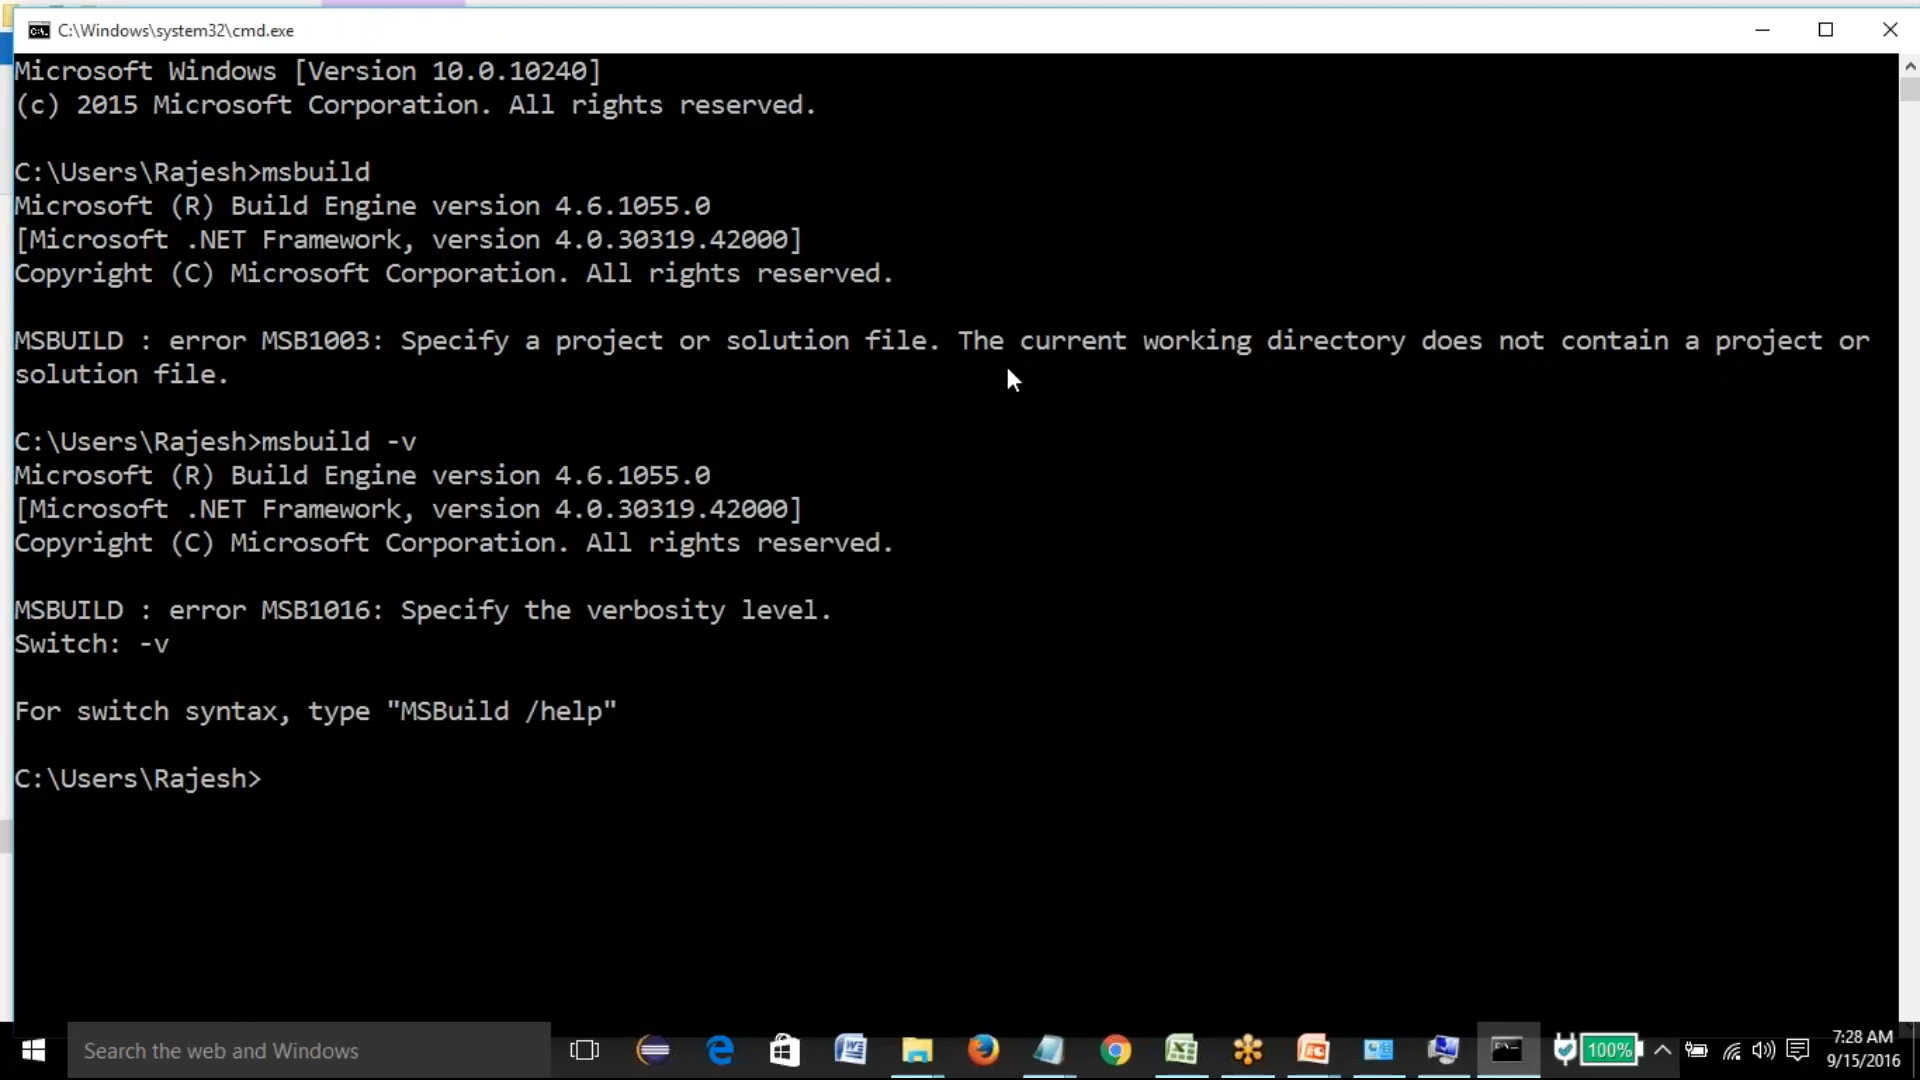 C:\Windows\system32\cmd.exe
Microsoft Windows [Version 10.0.10240]
(c) 2015 Microsoft Corporation. All rights reserved.
C:\Users\Rajesh>msbuild
Microsoft (R) Build Engine version 4.6.1055.0
[Microsoft .NET Framework, version 4.0.30319.42000]
Copyright (C) Microsoft Corporation. All rights reserved.
MSBUILD : error MSB1003: Specify a project or solution file. The current working directory does not contain a project or
solution file.
C:\Users\Rajesh>msbuild -v
Microsoft (R) Build Engine version 4.6.1055.0
[Microsoft .NET Framework, version 4.0.30319.42000]
Copyright (C) Microsoft Corporation. All rights reserved.
MSBUILD : error MSB1016: Specify the verbosity level.
Switch: -v
For switch syntax, type "MSBuild /help"
C:\Users\Rajesh>
Search the web and Windows
100%
7:28 AM
9/15/2016